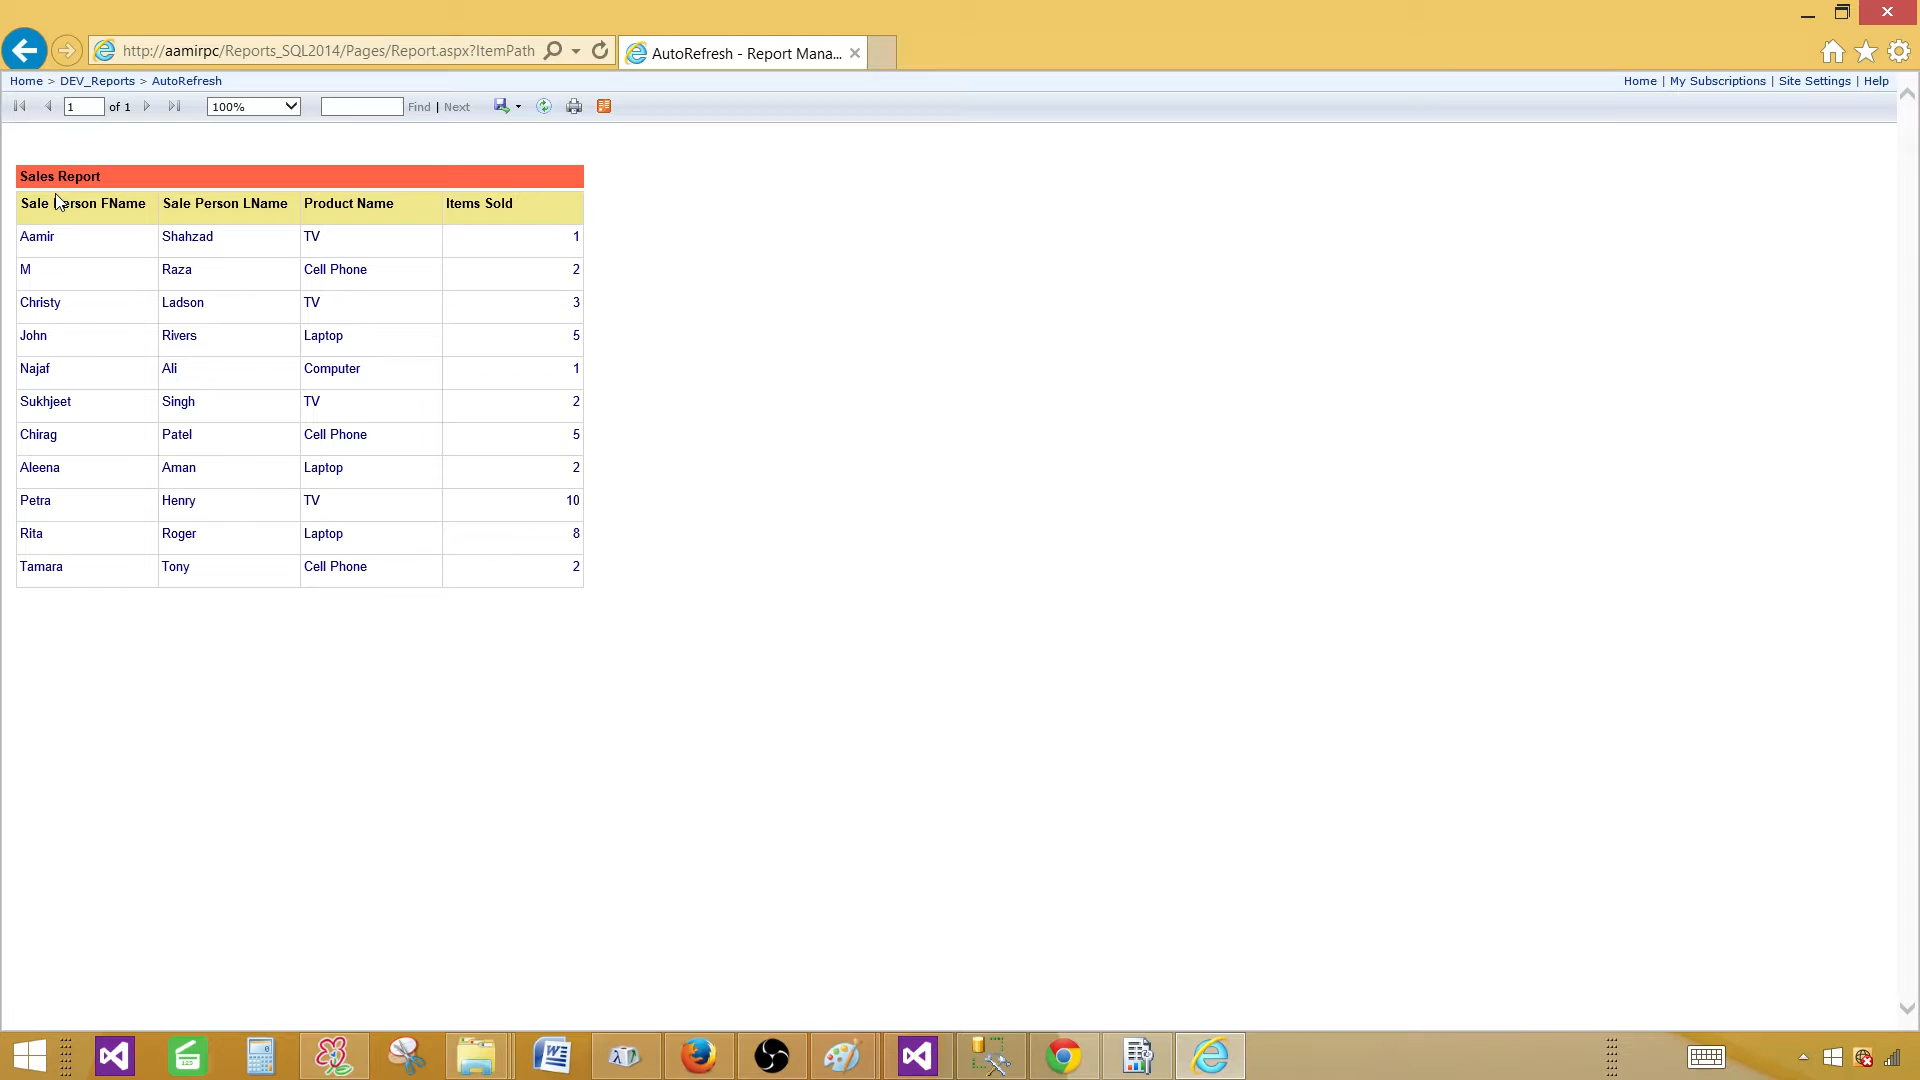 http://aamirpc/Reports_SQL2014/Pages/Report.aspx?ItemPath
AutoRefresh - Report Mana...
Home > DEV_Reports > AutoRefresh
Home | My Subscriptions | Site Settings | Help
1 of 1 100% Find | Next
Sales Report
Sale Person FName Sale Person LName Product Name Items Sold
Aamir Shahzad TV 1
M Raza Cell Phone 2
Christy Ladson TV 3
John Rivers Laptop 5
Najaf Ali Computer 1
Sukhjeet Singh TV 2
Chirag Patel Cell Phone 5
Aleena Aman Laptop 2
Petra Henry TV 10
Rita Roger Laptop 8
Tamara Tony Cell Phone 2